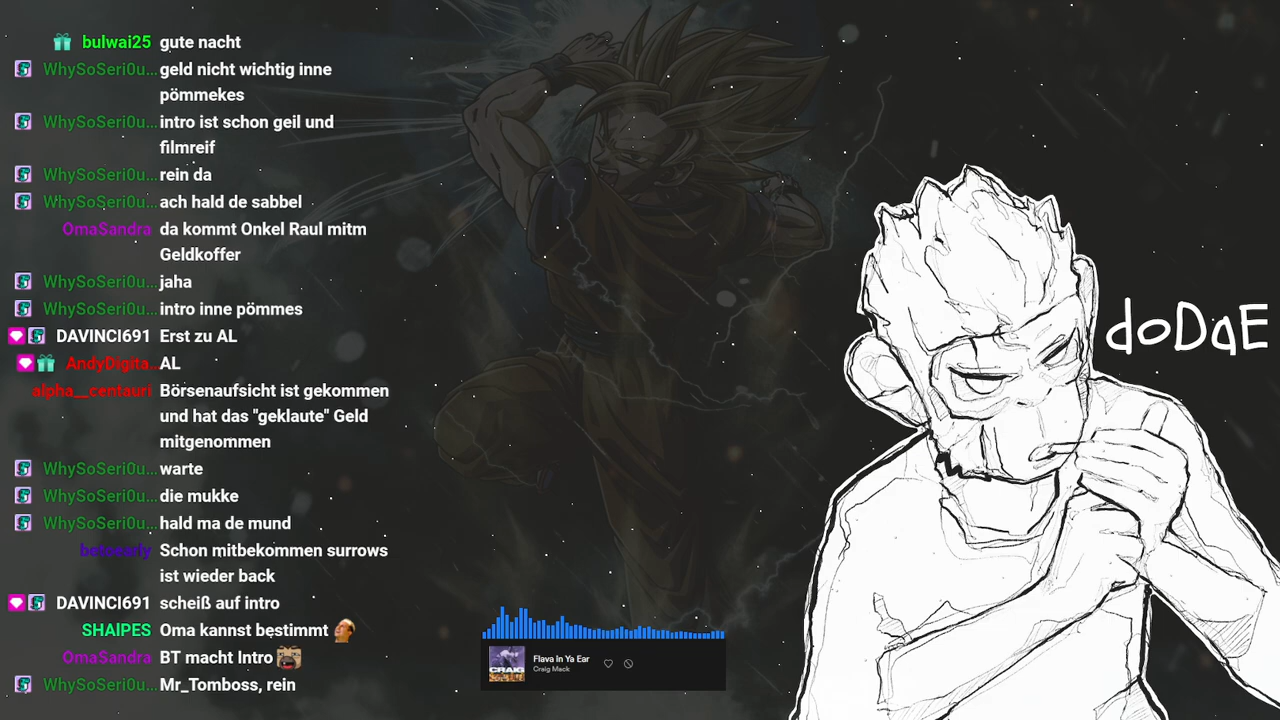 bulwai25 gute nacht
WhySoSeri0u... geld nicht wichtig inne
pömmekes
WhySoSeri0u... intro ist schon geil und
filmreif
WhySoSeri0u... rein da
WhySoSeri0u... ach hald de sabbel
OmaSandra da kommt Onkel Raul mitm
Geldkoffer
WhySoSeri0u... jaha
WhySoSeri0u... intro inne pömmes
DAVINCI691 Erst zu AL
AndyDigita... AL
alpha__centauri Börsenaufsicht ist gekommen
und hat das "geklaute" Geld
mitgenommen
WhySoSeri0u... warte
WhySoSeri0u... die mukke
WhySoSeri0u... hald ma de mund
Schon mitbekommen surrows
ist wieder back
DAVINCI691 scheiß auf intro
SHAIPES Oma kannst bestimmt
OmaSandra BT macht Intro
WhySoSeri0u... Mr_Tomboss, rein
doDaE
CRAIG
Flava In Ya Ear
Craig Mack